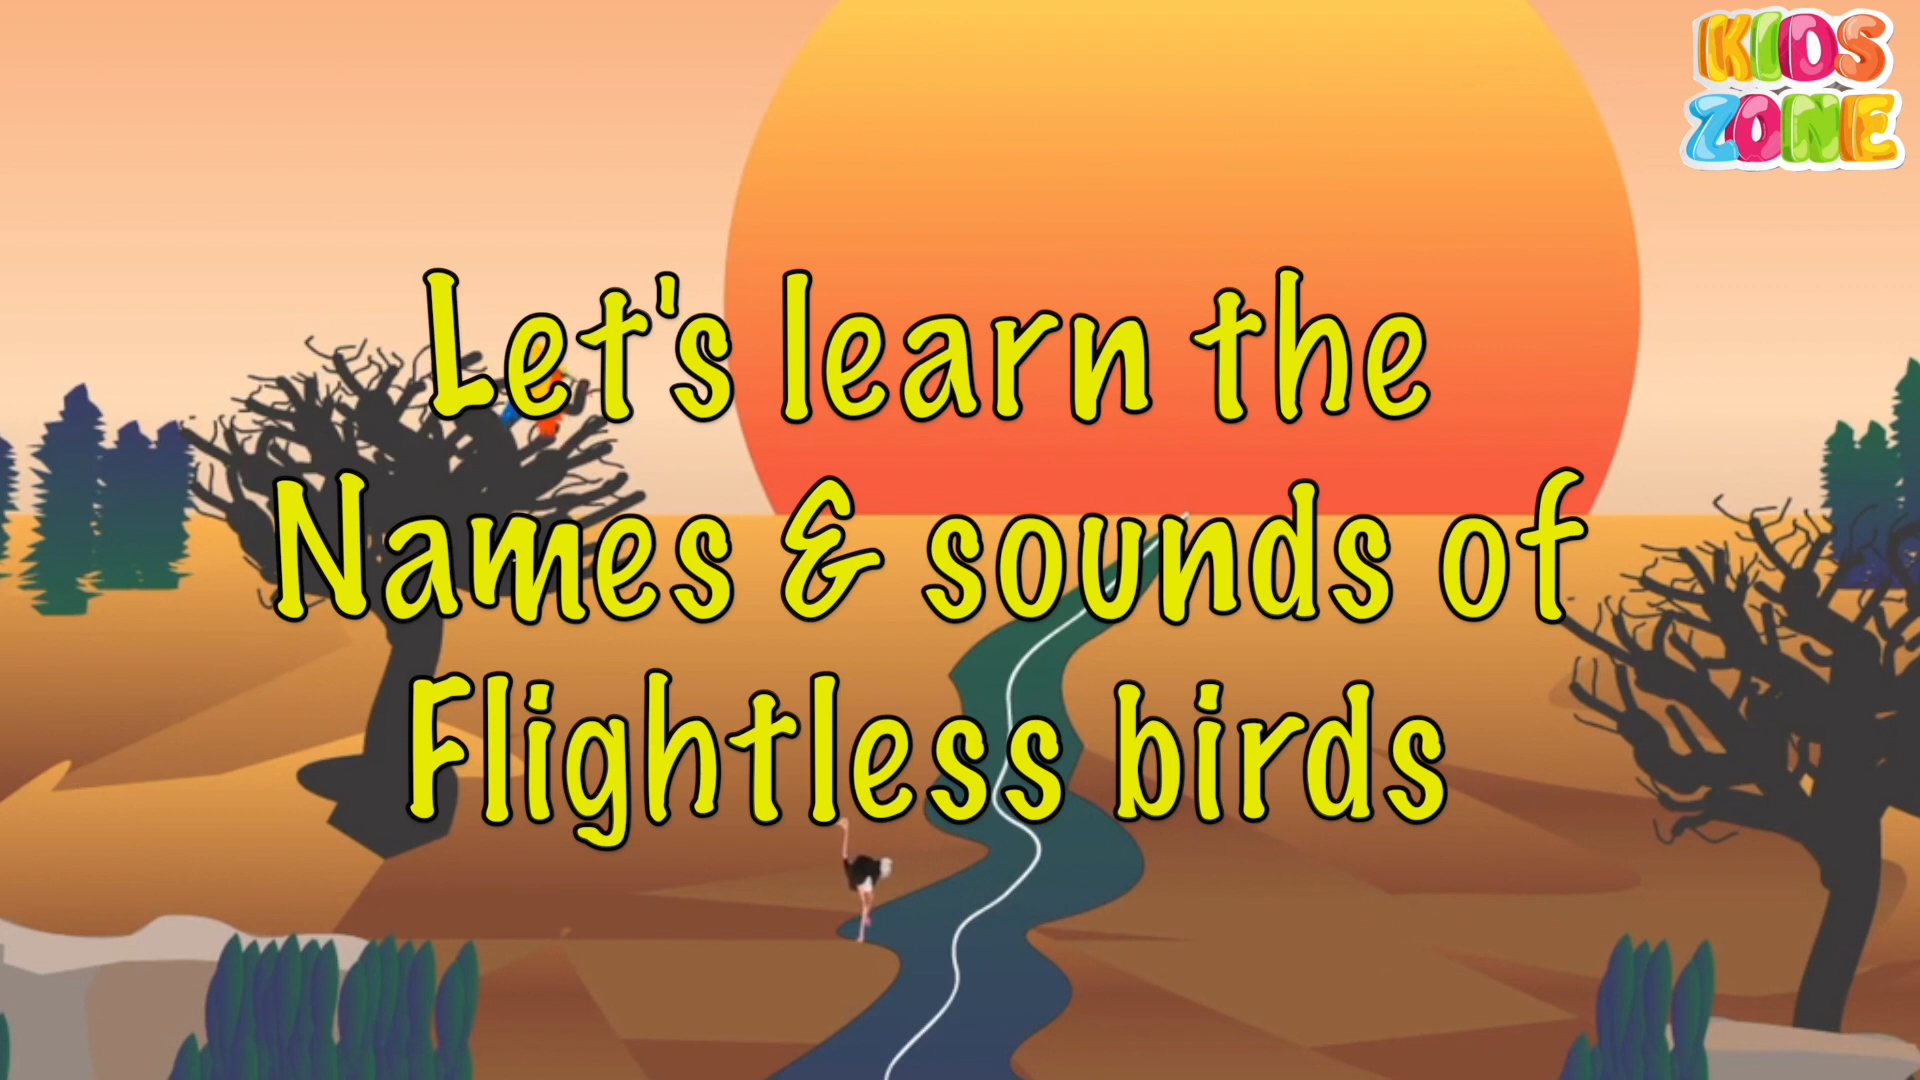 KIDS
ZONE
Let's learn the
Names & sounds of
Flightless birds